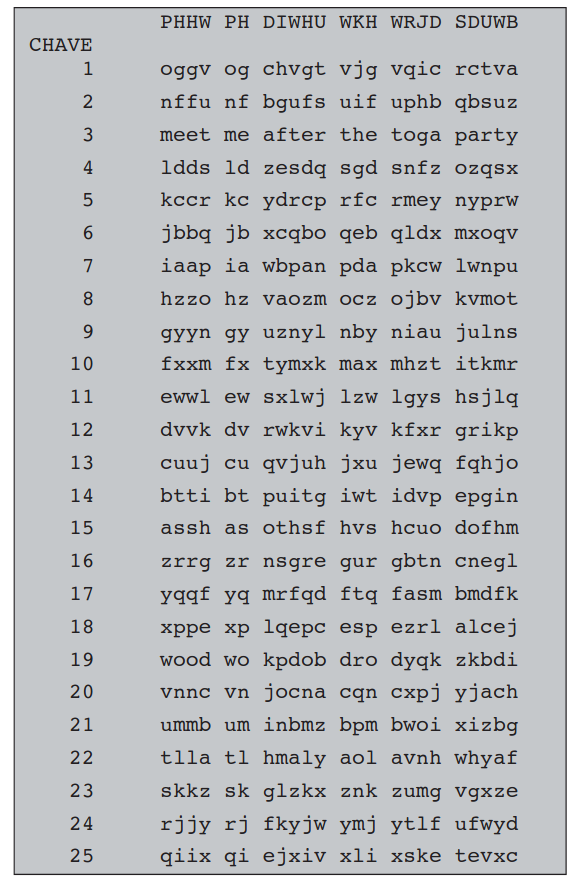 PHHW PH DIWHU WKH WRJD SDUWB
CHAVE
1 oggv og chvgt vjg vqic rctva
2 nffu nf bgufs uif uphb qbsuz
3 meet me after the toga party
4 ldds ld zesdq sgd snfz ozqsx
5 kccr kc ydrcp rfc rmey nyprw
6 jbbq jb xcqbo qeb qldx mxoqv
7 iaap ia wbpan pda pkcw lwnpu
8 hzzo hz vaozm ocz ojbv kvmot
9 gyyn gy uznyl nby niau julns
10 fxxm fx tymxk max mhzt itkmr
11 ewwl ew sxlwj lzw lgys hsjlq
12 dvvk dv rwkvi kyv kfxr grikp
13 cuuj cu qvjuh jxu jewq fqhjo
14 btti bt puitg iwt idvp epgin
15 assh as othsf hvs hcuo dofhm
16 zrrg zr nsgre gur gbtn cnegl
17 yqqf yq mrfqd ftq fasm bmdfk
18 xppe xp lqepc esp ezrl alcej
19 wood wo kpdob dro dyqk zkbdi
20 vnnc vn jocna cqn cxpj yjach
21 ummb um inbmz bpm bwoi xizbg
22 tlla tl hmaly aol avnh whyaf
23 skkz sk glzkx znk zumg vgxze
24 rjjy rj fkyjw ymj ytlf ufwyd
25 qiix qi ejxiv xli xske tevxc